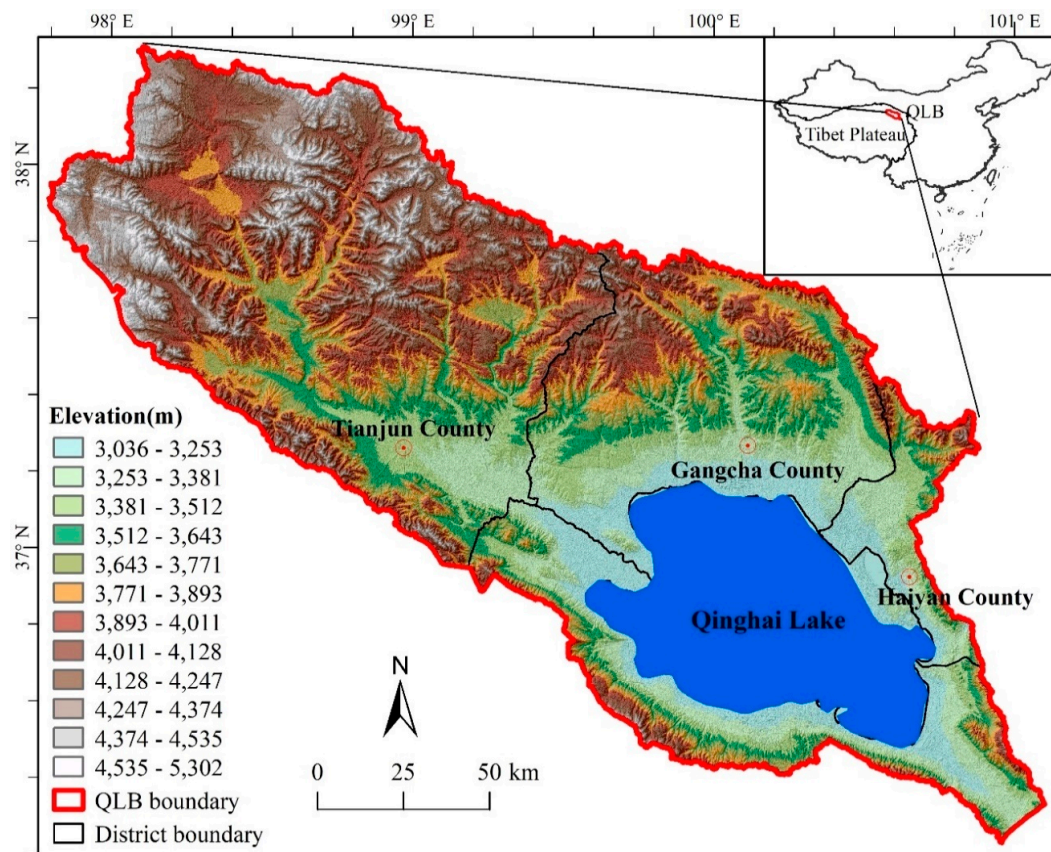 98° E
99° E
100° E
101° E
38° N
37° N
QLB
Tibet Plateau
Tianjun County
Gangcha County
Haiyan County
Qinghai Lake
Elevation(m)
3,036 - 3,253
3,253 - 3,381
3,381 - 3,512
3,512 - 3,643
3,643 - 3,771
3,771 - 3,893
3,893 - 4,011
4,011 - 4,128
4,128 - 4,247
4,247 - 4,374
4,374 - 4,535
4,535 - 5,302
QLB boundary
District boundary
N
0 25 50 km